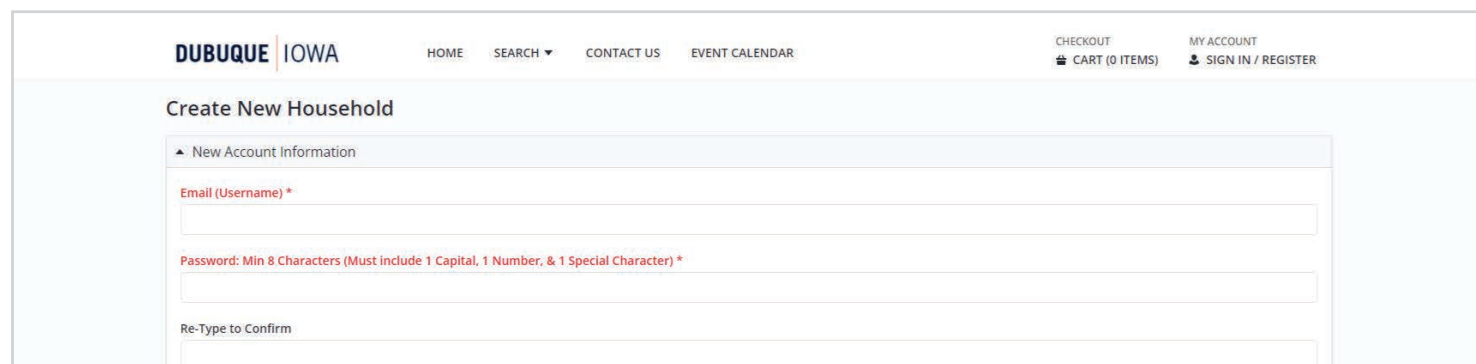 DUBUQUE IOWA
HOME SEARCH CONTACT US EVENT CALENDAR
CHECKOUT
CART (0 ITEMS)
MY ACCOUNT
SIGN IN / REGISTER
Create New Household
New Account Information
Email (Username) *
Password: Min 8 Characters (Must include 1 Capital, 1 Number, & 1 Special Character) *
Re-Type to Confirm